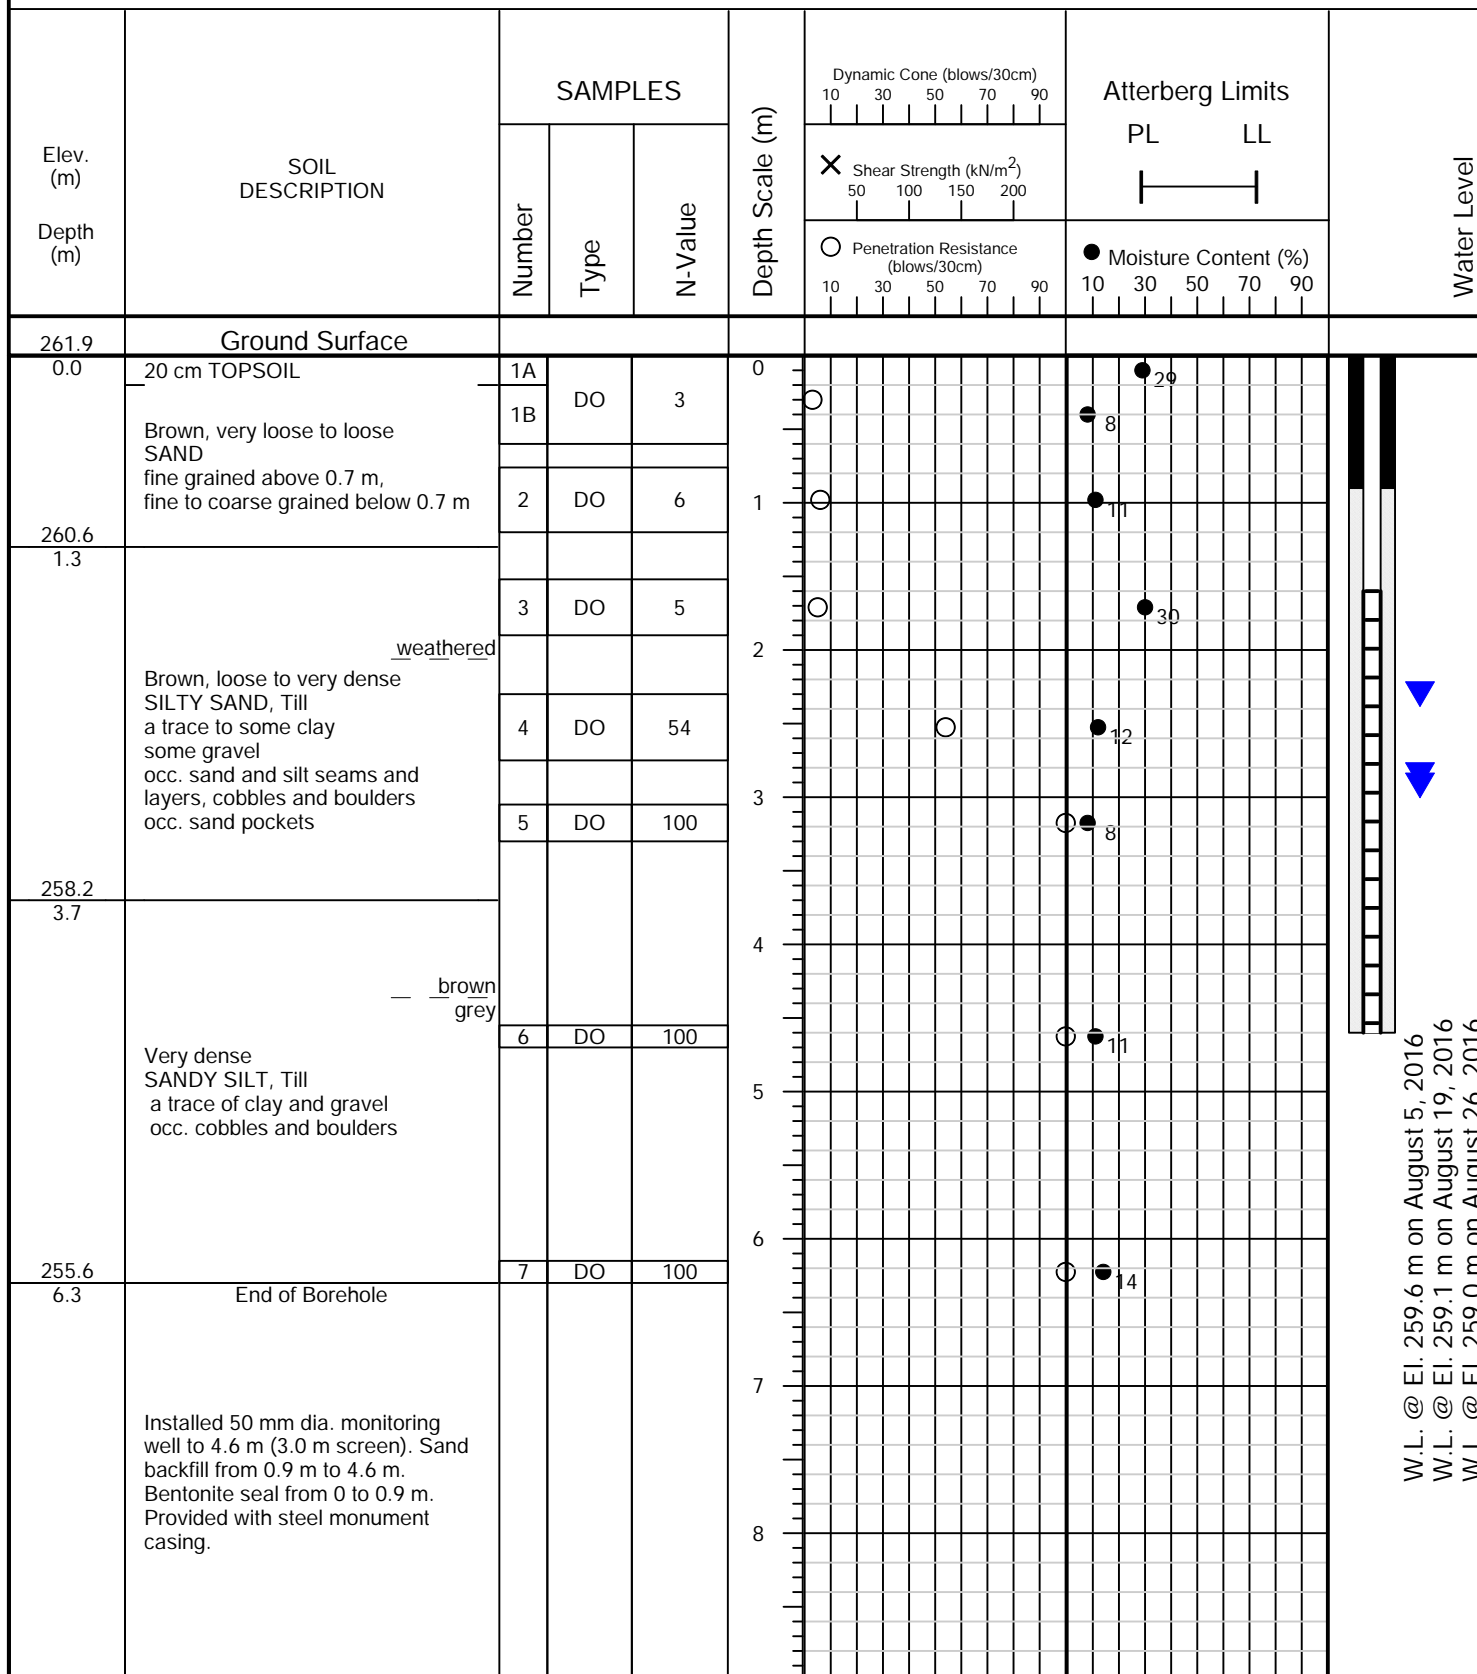 Elev.
(m)
Depth
(m)
SOIL
DESCRIPTION
SAMPLES
Number
Type
N-Value
Depth Scale (m)
Dynamic Cone (blows/30cm)
10 30 50 70 90
Shear Strength (kN/m2)
50 100 150 200
Penetration Resistance
(blows/30cm)
10 30 50 70 90
Atterberg Limits
PL LL
Moisture Content (%)
10 30 50 70 90
Water Level
261.9 Ground Surface
0.0 20 cm TOPSOIL 1A 0
29
1B DO 3
8
Brown, very loose to loose
SAND
fine grained above 0.7 m,
fine to coarse grained below 0.7 m
2 DO 6 1 11
260.6
1.3
3 DO 5 30
weathered 2
Brown, loose to very dense
SILTY SAND, Till
a trace to some clay
some gravel
occ. sand and silt seams and
layers, cobbles and boulders
occ. sand pockets
4 DO 54 12
3
5 DO 100 8
258.2
3.7
4
brown
grey
6 DO 100 11
Very dense
SANDY SILT, Till
a trace of clay and gravel
occ. cobbles and boulders
5
6
255.6 7 DO 100 14
6.3 End of Borehole
7
Installed 50 mm dia. monitoring
well to 4.6 m (3.0 m screen). Sand
backfill from 0.9 m to 4.6 m.
Bentonite seal from 0 to 0.9 m.
Provided with steel monument
casing.
8
W.L. @ El. 259.6 m on August 5, 2016
W.L. @ El. 259.1 m on August 19, 2016
W.L. @ El. 259.0 m on August 26, 2016